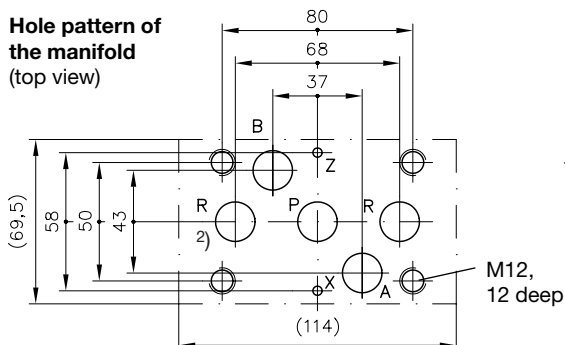 Hole pattern of
the manifold
(top view)
80
68
37
B
Z
R
P
R
2)
(69,5)
58
50
43
X
A
M12,
12 deep
(114)